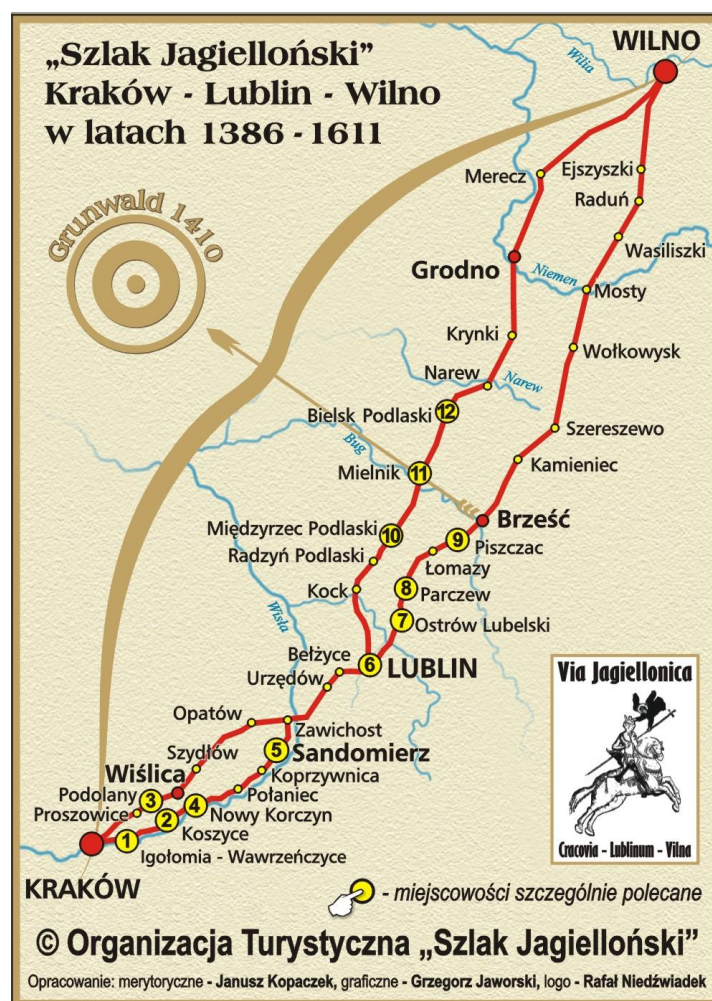 „Szlak Jagielloński”
Kraków - Lublin - Wilno
w latach 1386 - 1611
WILNO
Wilia
Grunwald 1410
Merecz
Ejszyszki
Raduń
Wasiliszki
Grodno
Niemen
Mosty
Krynki
Wołkowysk
Narew
Narew
12
Bielsk Podlaski
Szereszewo
Bug
Kamieniec
11
Mielnik
Brześć
10
Międzyrzec Podlaski
9
Piszczac
Radzyń Podlaski
Łomazy
Kock
8
Parczew
Wisła
7
Ostrów Lubelski
Bełżyce
6
LUBLIN
Urzędów
Via Jagiellonica
Opatów
Zawichost
5
Sandomierz
Szydłów
Koprzywnica
Wiślica
Połaniec
Podolany
3
4
Nowy Korczyn
Proszowice
2
Koszyce
1
Igołomia - Wawrzeńczyce
Cracovia - Lublinum - Vilna
KRAKÓW
- miejscowości szczególnie polecane
© Organizacja Turystyczna „Szlak Jagielloński”
Opracowanie: merytoryczne - Janusz Kopaczek, graficzne - Grzegorz Jaworski, logo - Rafał Niedźwiadek